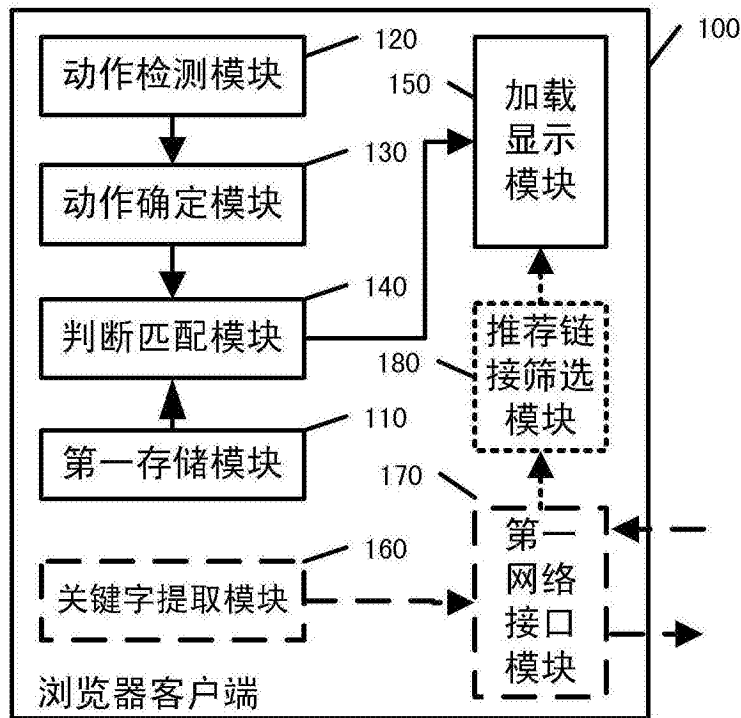 100
120
动作检测模块
150
加载
显示
模块
130
动作确定模块
140
判断匹配模块
180
推荐链
接筛选
模块
110
第一存储模块
170
第一
网络
接口
模块
160
关键字提取模块
浏览器客户端